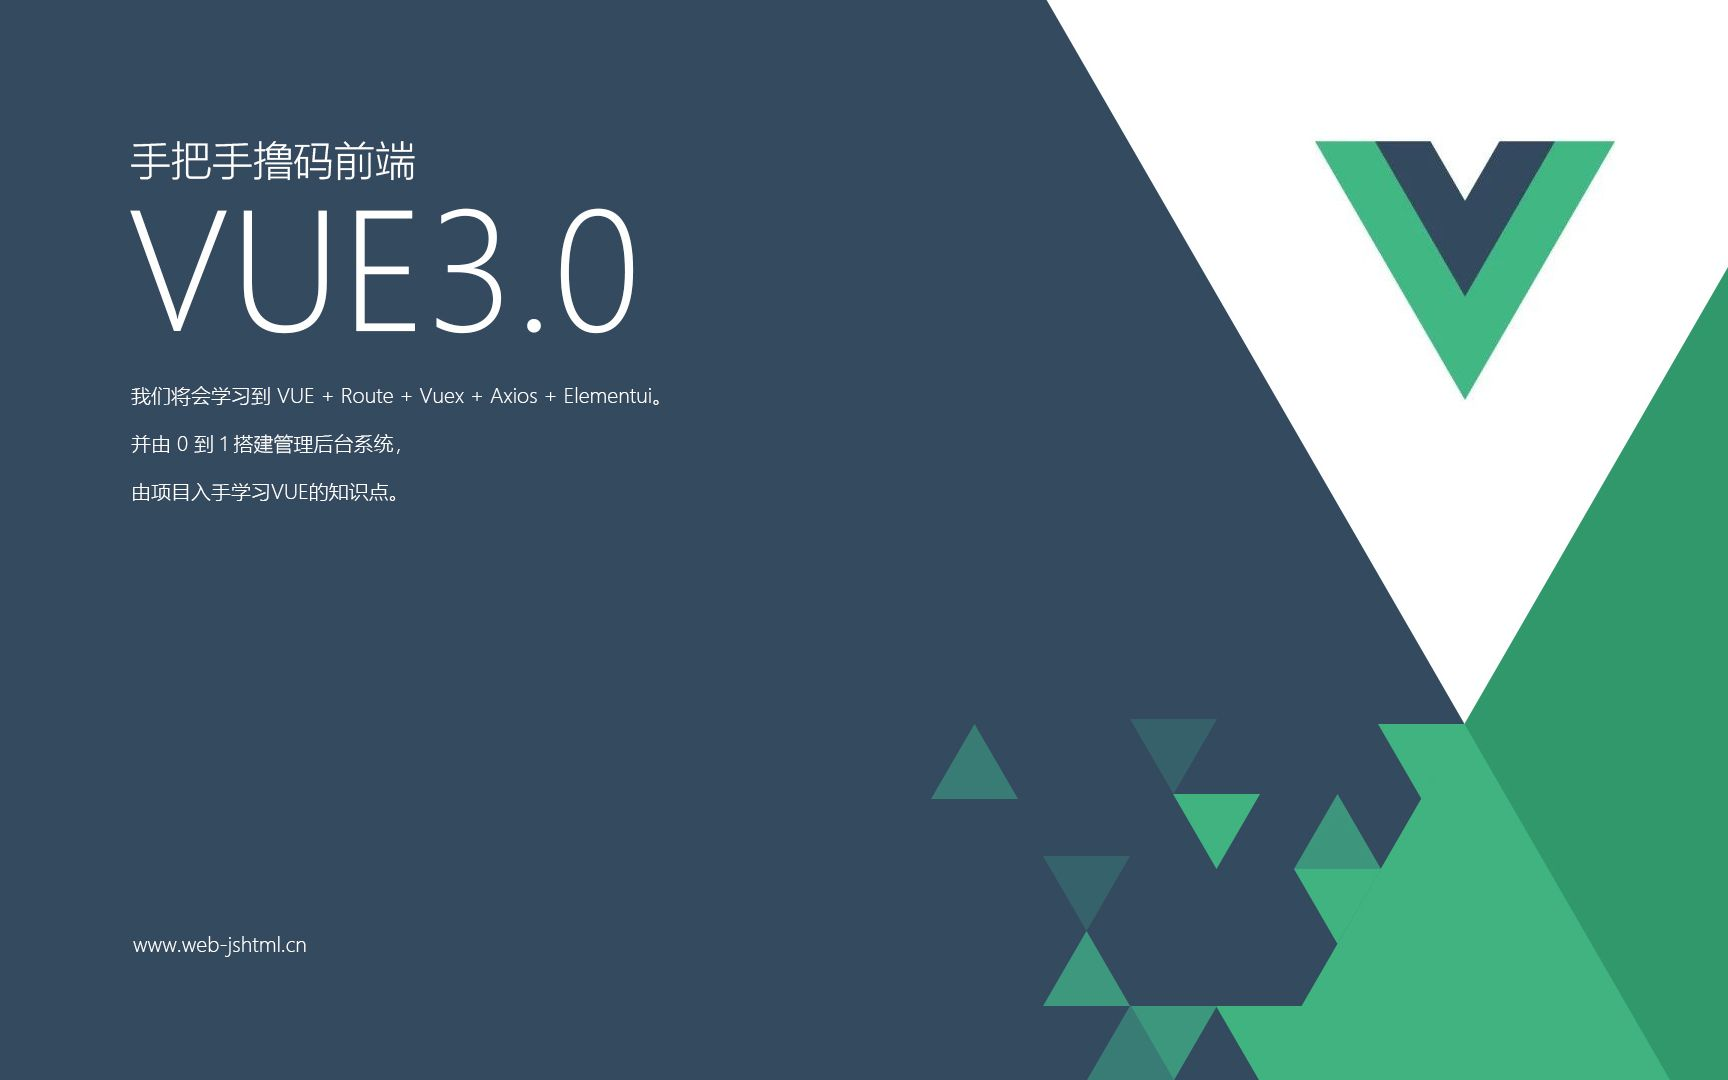 手把手撸码前端
VUE3.0
我们将会学习到 VUE + Route + Vuex + Axios + Elementui。
并由 0 到 1 搭建管理后台系统，
由项目入手学习VUE的知识点。
www.web-jshtml.cn